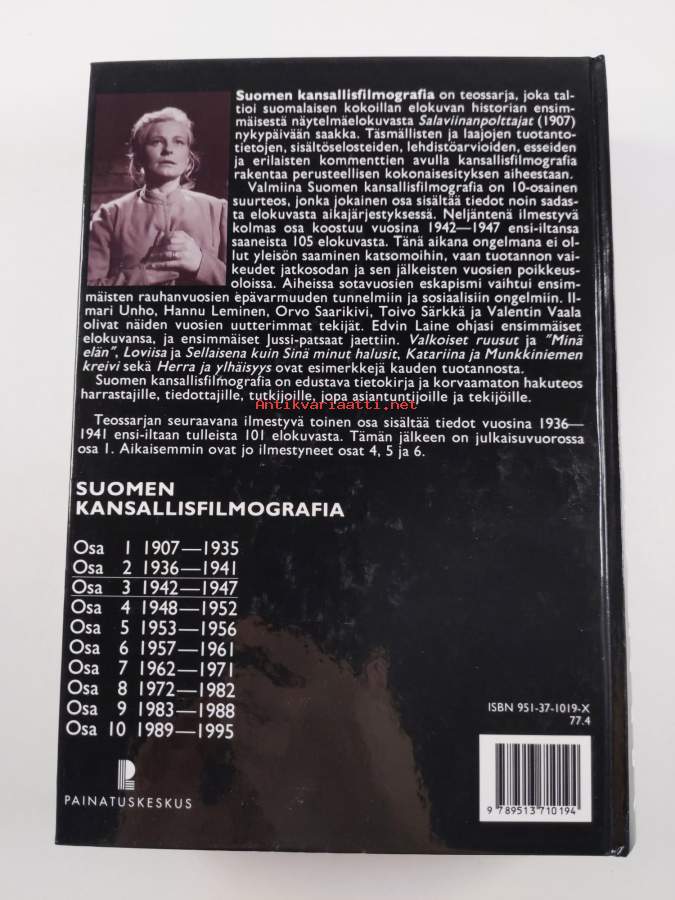 Suomen kansallisfilmografia on teossarja, joka tal-
tioi suomalaisen kokoillan elokuvan historian ensim-
mäisestä näytelmäelokuvasta Salaviinanpolttajat (1907)
nykypäivään saakka. Täsmällisten ja laajojen tuotanto-
tietojen, sisältöselosteiden, lehdistöarvioiden, esseiden
ja erilaisten kommenttien avulla kansallisfilmografia
rakentaa perusteellisen kokonaisesityksen aiheestaan.
Valmiina Suomen kansallisfilmografia on 10-osainen
suurteos, jonka jokainen osa sisältää tiedot noin sadas-
ta elokuvasta aikajärjestyksessä. Neljäntenä ilmestyvä
kolmas osa koostuu vuosina 1942—1947 ensi-iltansa
saaneista 105 elokuvasta. Tänä aikana ongelmana ei ol-
lut yleisön saaminen katsomoihin, vaan tuotannon vai-
keudet jatkosodan ja sen jälkeisten vuosien poikkeus-
oloissa. Aiheissa sotavuosien eskapismi vaihtui ensim-
mäisten rauhanvuosien epävarmuuden tunnelmiin ja sosiaalisiin ongelmiin. Il-
mari Unho, Hannu Leminen, Orvo Saarikivi, Toivo Särkkä ja Valentin Vaala
olivat näiden vuosien uutterimmat tekijät. Edvin Laine ohjasi ensimmäiset
elokuvansa, ja ensimmäiset Jussi-patsaat jaettiin. Valkoiset ruusut ja "Minä
elän", Loviisa ja Sellaisena kuin Sinä minut halusit, Katariina ja Munkkiniemen
kreivi sekä Herra ja ylhäisyys ovat esimerkkejä kauden tuotannosta.
Suomen kansallisfilmografia on edustava tietokirja ja korvaamaton hakuteos
harrastajille, tiedottajille, tutkijoille, jopa asiantuntijoille ja tekijöille.
Antikvariaatti.net
Teossarjan seuraavana ilmestyvä toinen osa sisältää tiedot vuosina 1936—
1941 ensi-iltaan tulleista 101 elokuvasta. Tämän jälkeen on julkaisuvuorossa
osa 1. Aikaisemmin ovat jo ilmestyneet osat 4, 5 ja 6.
SUOMEN
KANSALLISFILMOGRAFIA
Osa 1 1907—1935
Osa 2 1936—1941
Osa 3 1942—1947
Osa 4 1948—1952
Osa 5 1953—1956
Osa 6 1957—1961
Osa 7 1962—1971
Osa 8 1972—1982
Osa 9 1983—1988
Osa 10 1989—1995
PAINATUSKESKUS
ISBN 951-37-1019-X
77.4
9 789513 710194